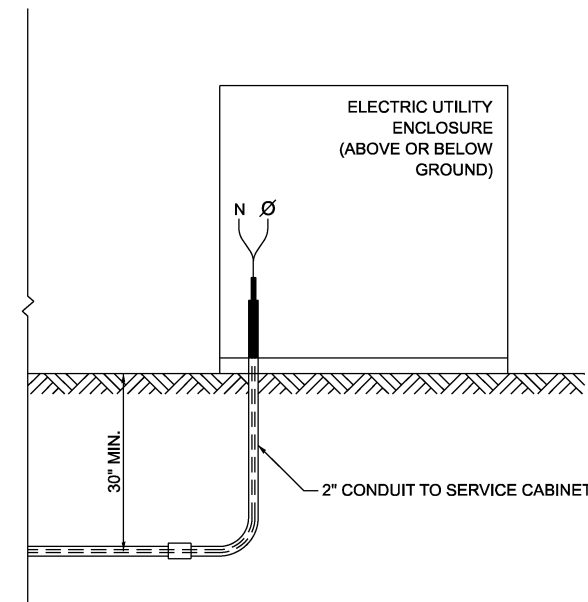 ELECTRIC UTILITY
ENCLOSURE
(ABOVE OR BELOW
GROUND)
N Ø
30" MIN.
2" CONDUIT TO SERVICE CABINET